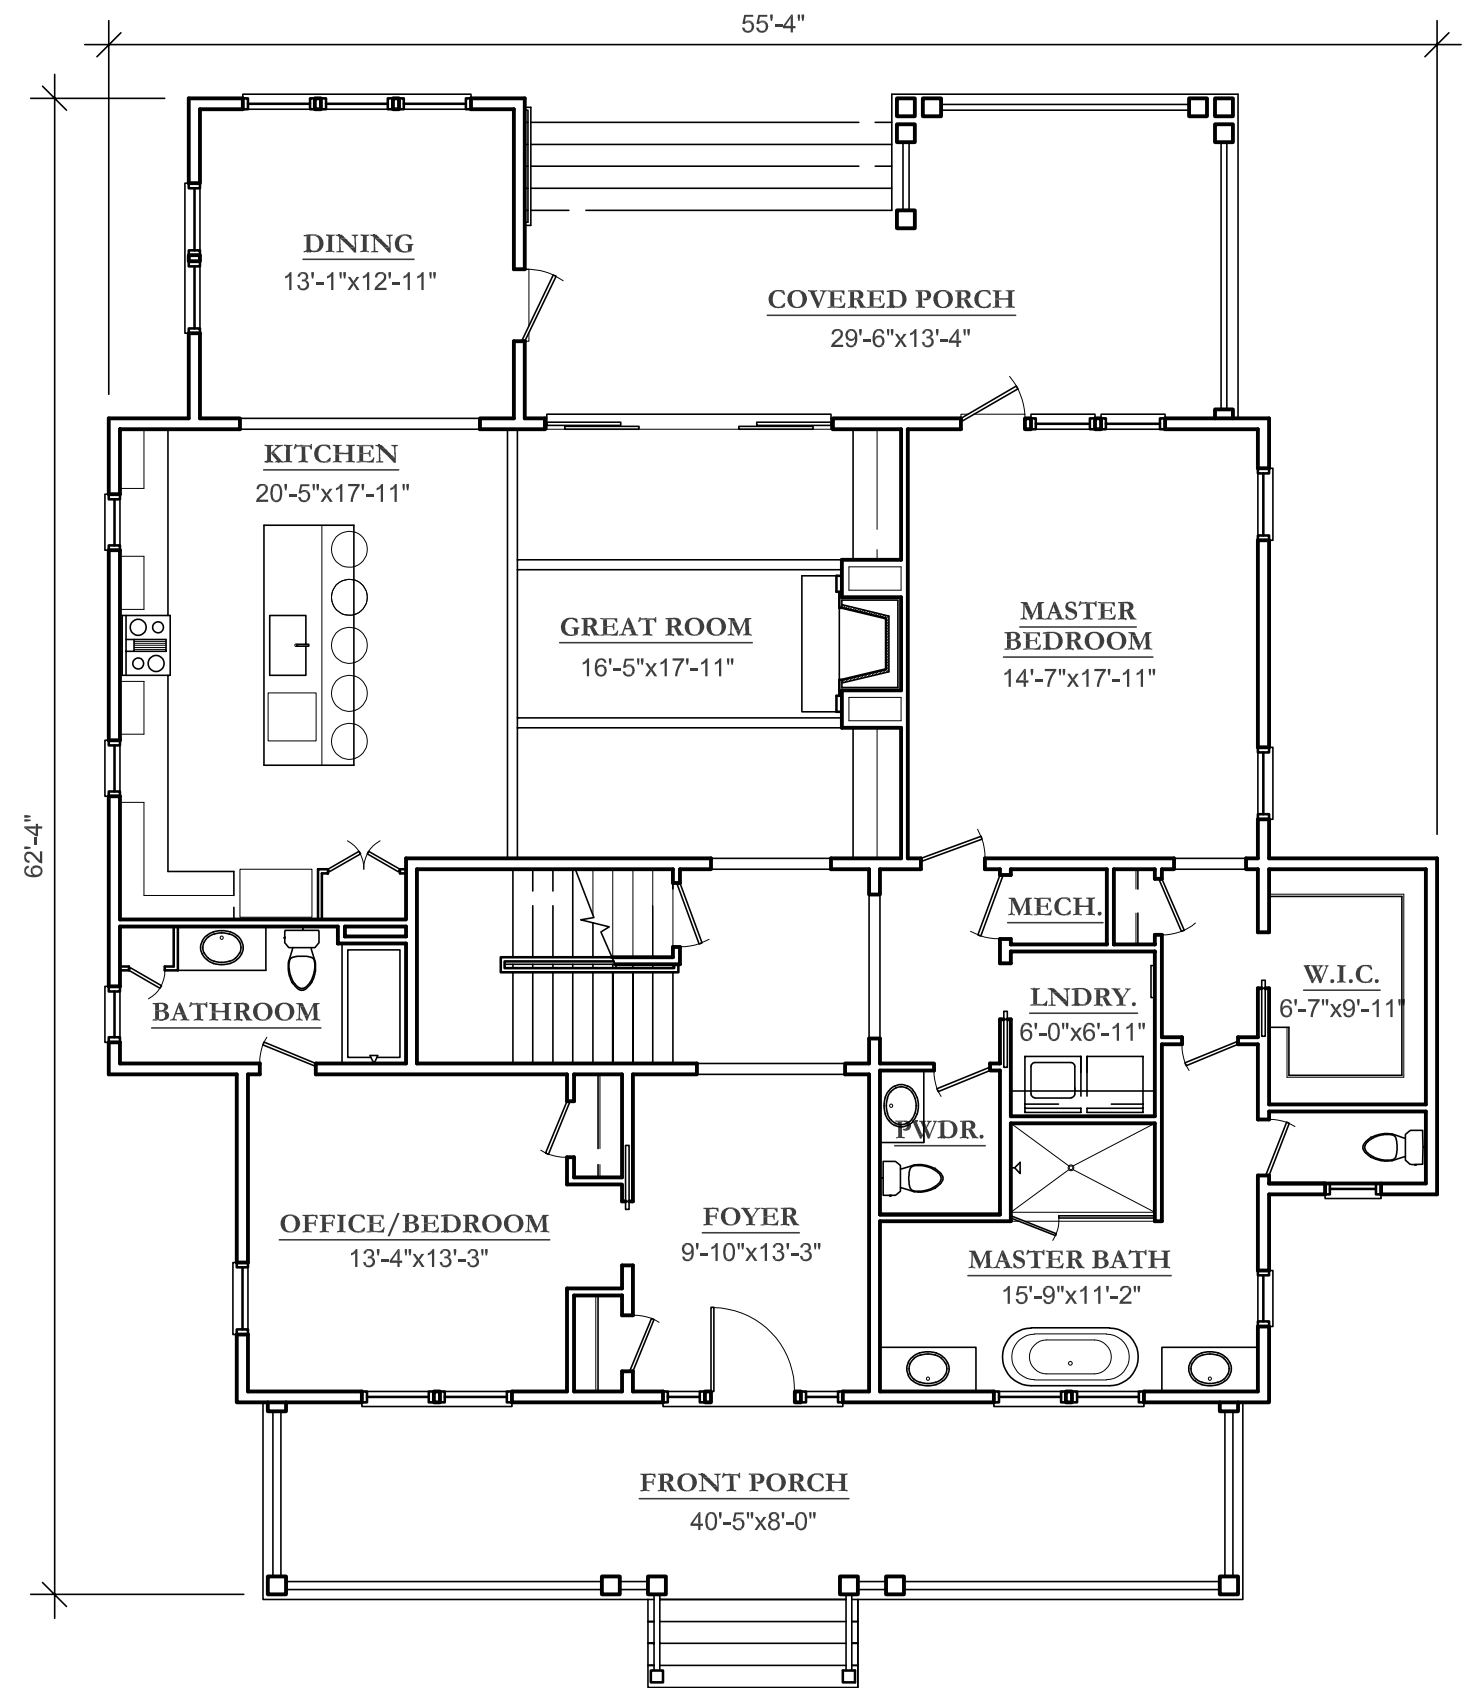 55'-4"
DINING
13'-1"x12'-11"
COVERED PORCH
29'-6"x13'-4"
KITCHEN
20'-5"x17'-11"
GREAT ROOM
16'-5"x17'-11"
MASTER
BEDROOM
14'-7"x17'-11"
62'-4"
MECH.
W.I.C.
6'-7"x9'-11"
LNDRY.
6'-0"x6'-11"
BATHROOM
PWDR.
OFFICE/BEDROOM
13'-4"x13'-3"
FOYER
9'-10"x13'-3"
MASTER BATH
15'-9"x11'-2"
FRONT PORCH
40'-5"x8'-0"